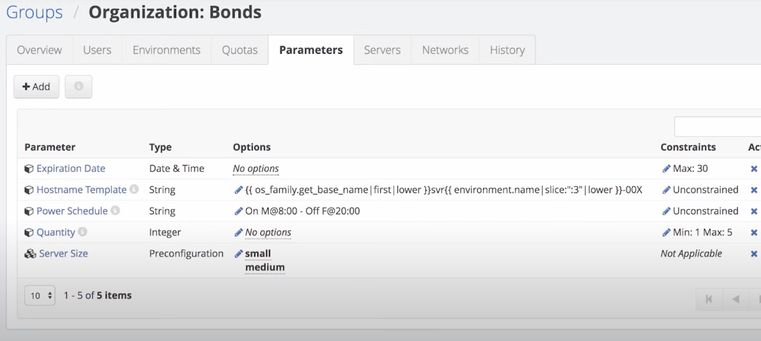 Groups / Organization: Bonds
Overview Users Environments Quotas Parameters Servers Networks History
+ Add
Parameter Type Options Constraints
Expiration Date Date & Time No options Max: 30
Hostname Template String {{ os_family.get_base_name|first|lower }}svr{{ environment.name|slice:":3"|lower }}-00X Unconstrained
Power Schedule String On M@8:00 - Off F@20:00 Unconstrained
Quantity Integer No options Min: 1 Max: 5
Server Size Preconfiguration small Not Applicable
medium
10 1 - 5 of 5 items